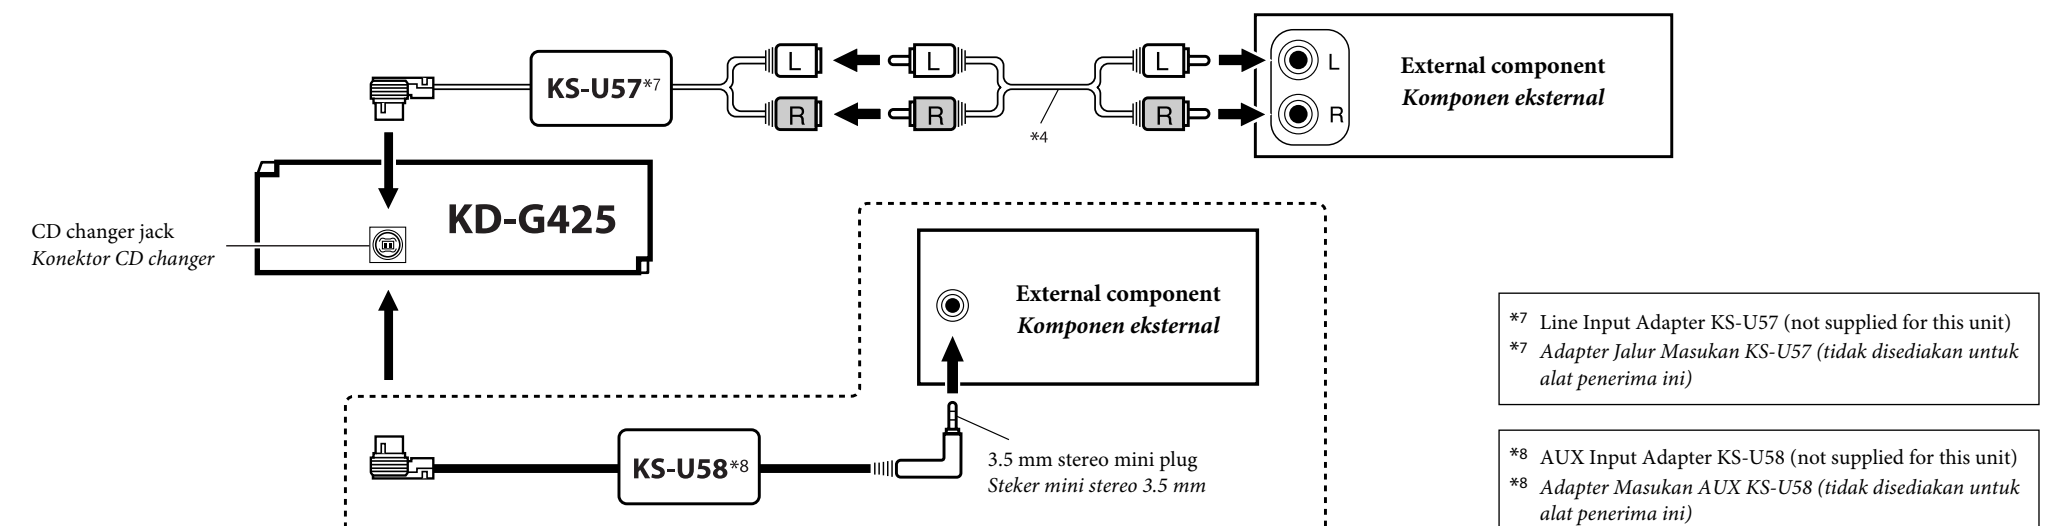 KS-U57*7
L
R
L
R
*4
L
R
L
R
External component
Komponen eksternal
KD-G425
CD changer jack
Konektor CD changer
External component
Komponen eksternal
KS-U58*8
3.5 mm stereo mini plug
Steker mini stereo 3.5 mm
*7 Line Input Adapter KS-U57 (not supplied for this unit)
*7 Adapter Jalur Masukan KS-U57 (tidak disediakan untuk
alat penerima ini)
*8 AUX Input Adapter KS-U58 (not supplied for this unit)
*8 Adapter Masukan AUX KS-U58 (tidak disediakan untuk
alat penerima ini)